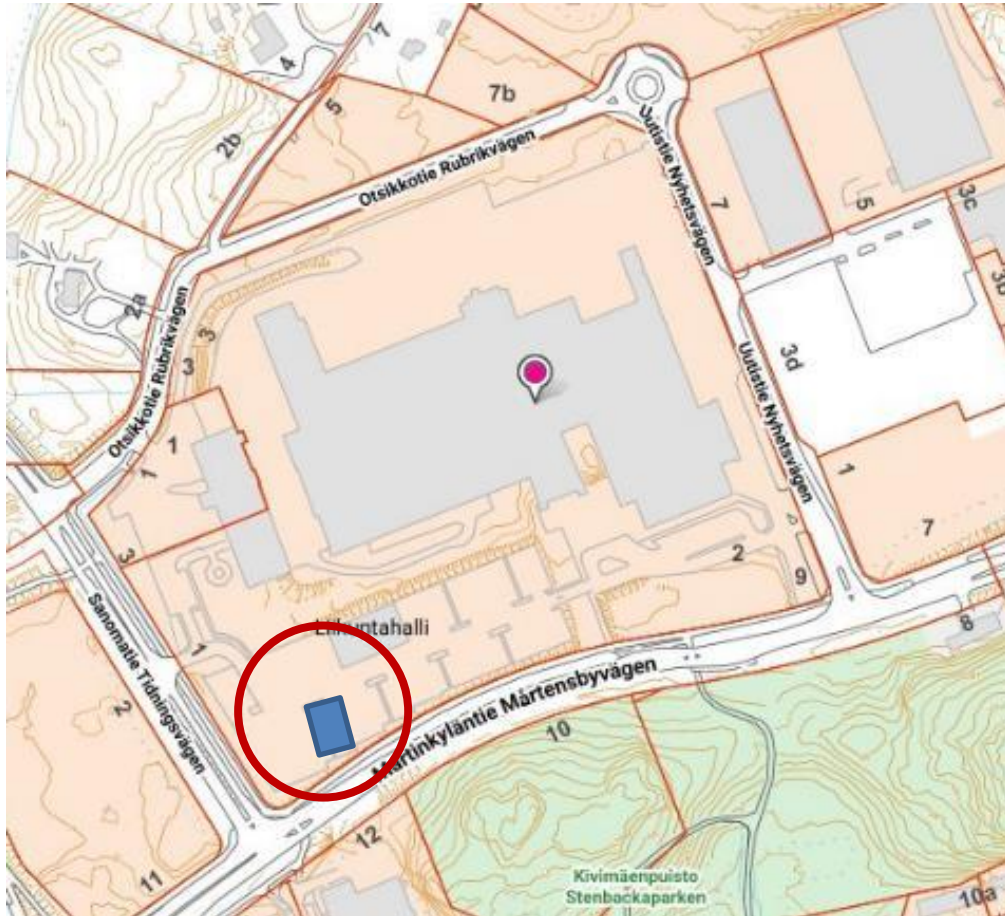 7
4
5
7b
2b
Otsikkotie Rubrikvägen
Uutistie Nyhetsvägen
7
5
3c
3b
2a
3
3
Otsikkotie Rubrikvägen
3d
Uutistie Nyhetsvägen
1
1
1
7
3
2
9
Liikuntahalli
8
1
Sanomatie Tidningsvägen
2
Martinkyläntie Mårtensbyvägen
10
12
11
Kivimäenpuisto
Stenbackaparken
10a